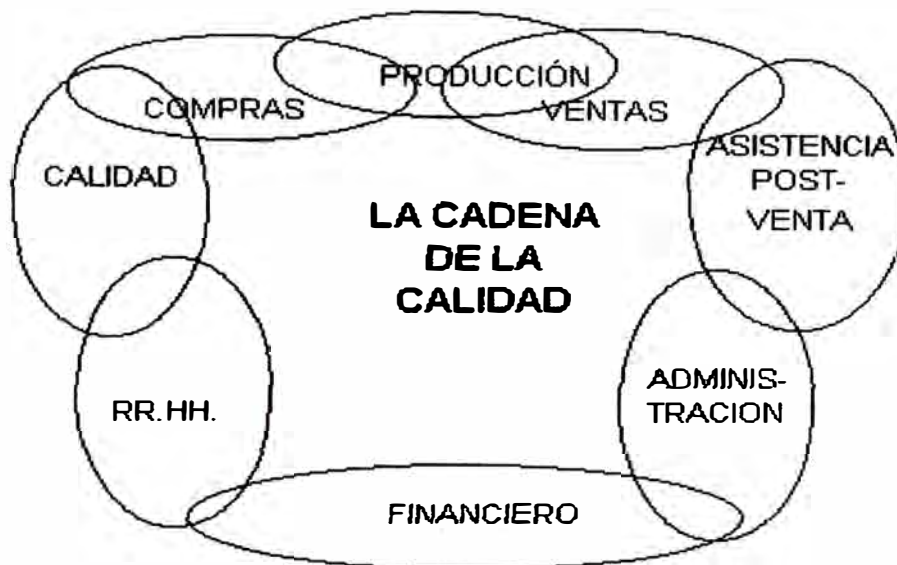 PRODUCCIÓN
COMPRAS
VENTAS
ASISTENCIA
POST-
VENTA
CALIDAD
LA CADENA
DE LA
CALIDAD
RR.HH.
ADMINIS-
TRACION
FINANCIERO